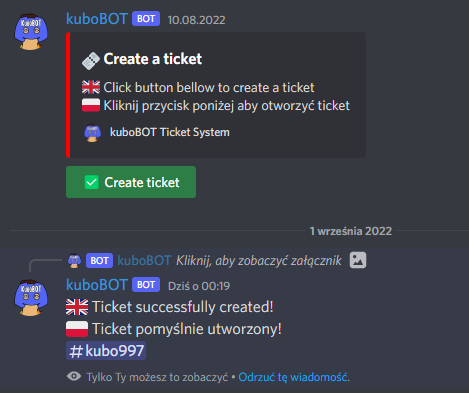 KuboBOT
kuboBOT BOT 10.08.2022
Create a ticket
Click button bellow to create a ticket
Kliknij przycisk poniżej aby otworzyć ticket
kuboBOT Ticket System
Create ticket
1 września 2022
BOT kuboBOT Kliknij, aby zobaczyć załącznik
KuboBOT
kuboBOT BOT Dziś o 00:19
Ticket successfully created!
Ticket pomyślnie utworzony!
#kubo997
Tylko Ty możesz to zobaczyć • Odrzuć tę wiadomość.